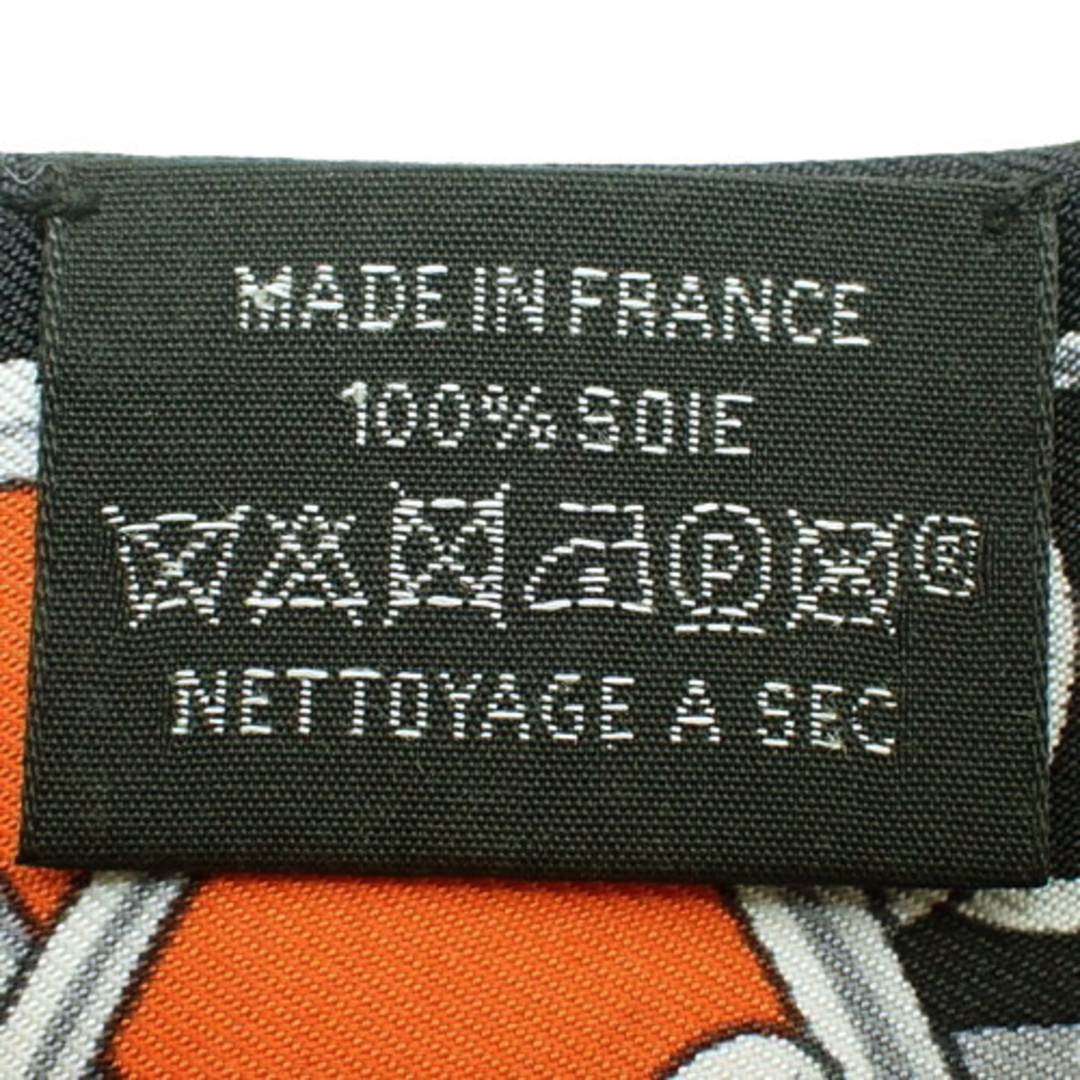 MADE IN FRANCE
100% SOIE
P
NETTOYAGE A SEC